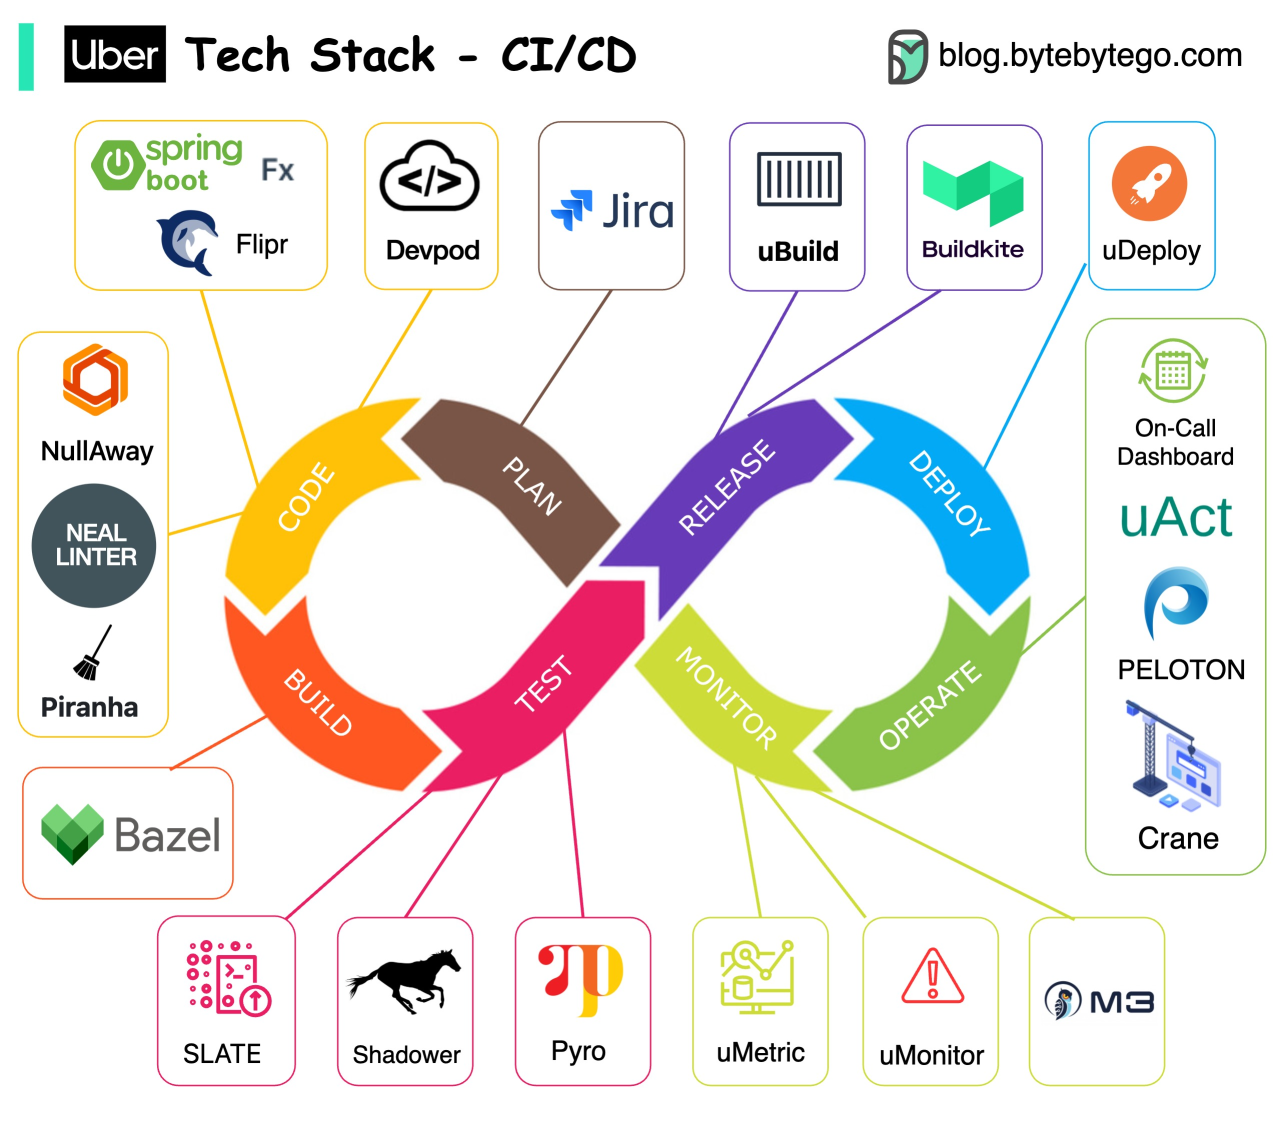 Uber Tech Stack - CI/CD
blog.bytebytego.com
spring
boot
Fx
Flipr
</>
Devpod
Jira
uBuild
Buildkite
uDeploy
NullAway
NEAL
LINTER
Piranha
Bazel
CODE
PLAN
RELEASE
DEPLOY
BUILD
TEST
MONITOR
OPERATE
On-Call
Dashboard
uAct
PELOTON
Crane
SLATE
Shadower
Pyro
uMetric
uMonitor
M3